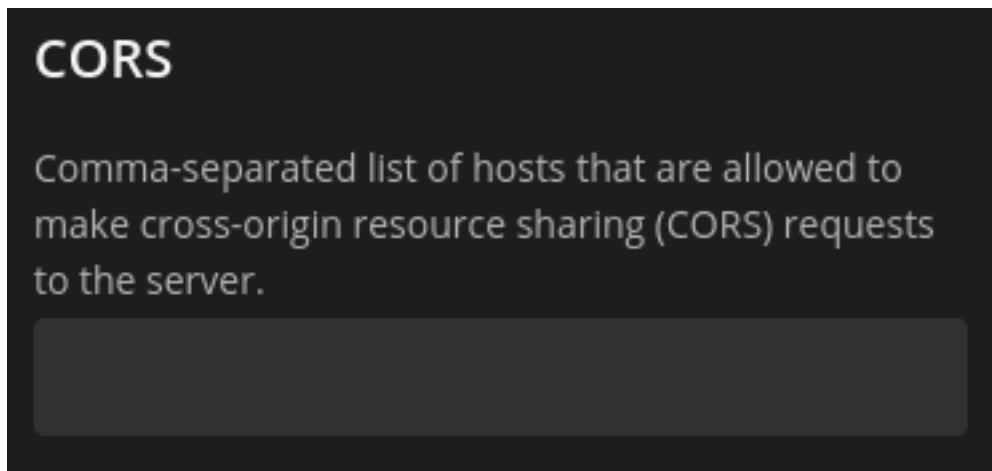 CORS
Comma-separated list of hosts that are allowed to
make cross-origin resource sharing (CORS) requests
to the server.